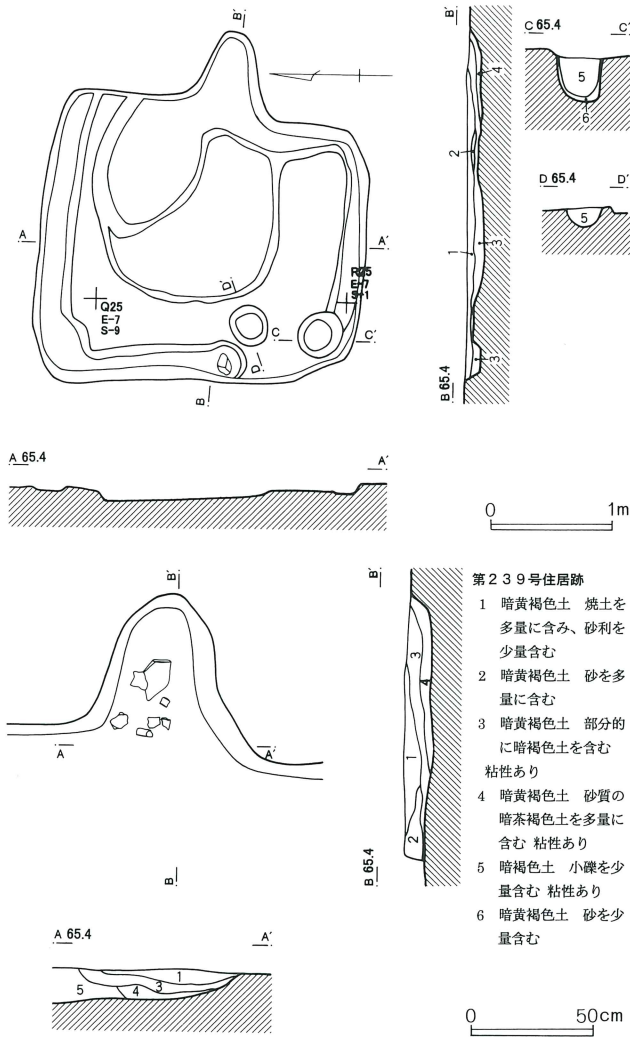 B'
A
A'
Q25
E-7
S-9
R25
E-7
S-1
D'
C
C'
D
B
B'
4
2
1
3
3
B 65.4
C 65.4
C'
5
6
D 65.4
D'
5
A 65.4
A'
0
1m
B'
A
A'
B
B'
3
4
1
2
B 65.4
A 65.4
A'
1
3
4
5
第239号住居跡
1 暗黄褐色土 焼土を
多量に含み、砂利を
少量含む
2 暗黄褐色土 砂を多
量に含む
3 暗黄褐色土 部分的
に暗褐色土を含む
粘性あり
4 暗黄褐色土 砂質の
暗茶褐色土を多量に
含む 粘性あり
5 暗褐色土 小礫を少
量含む 粘性あり
6 暗黄褐色土 砂を少
量含む
0
50cm